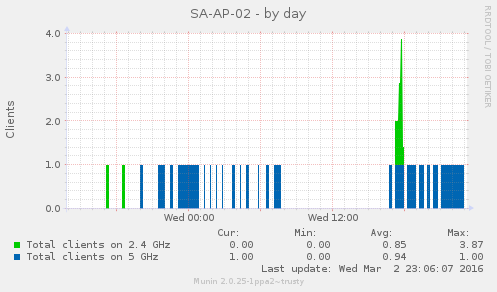 SA-AP-02 - by day
RRDTOOL / TOBI OETIKER
Clients
4.0
3.0
2.0
1.0
0.0
Wed 00:00 Wed 12:00
Cur: Min: Avg: Max:
Total clients on 2.4 GHz 0.00 0.00 0.85 3.87
Total clients on 5 GHz 1.00 0.00 0.94 1.00
Last update: Wed Mar 2 23:06:07 2016
Munin 2.0.25-1ppa2~trusty